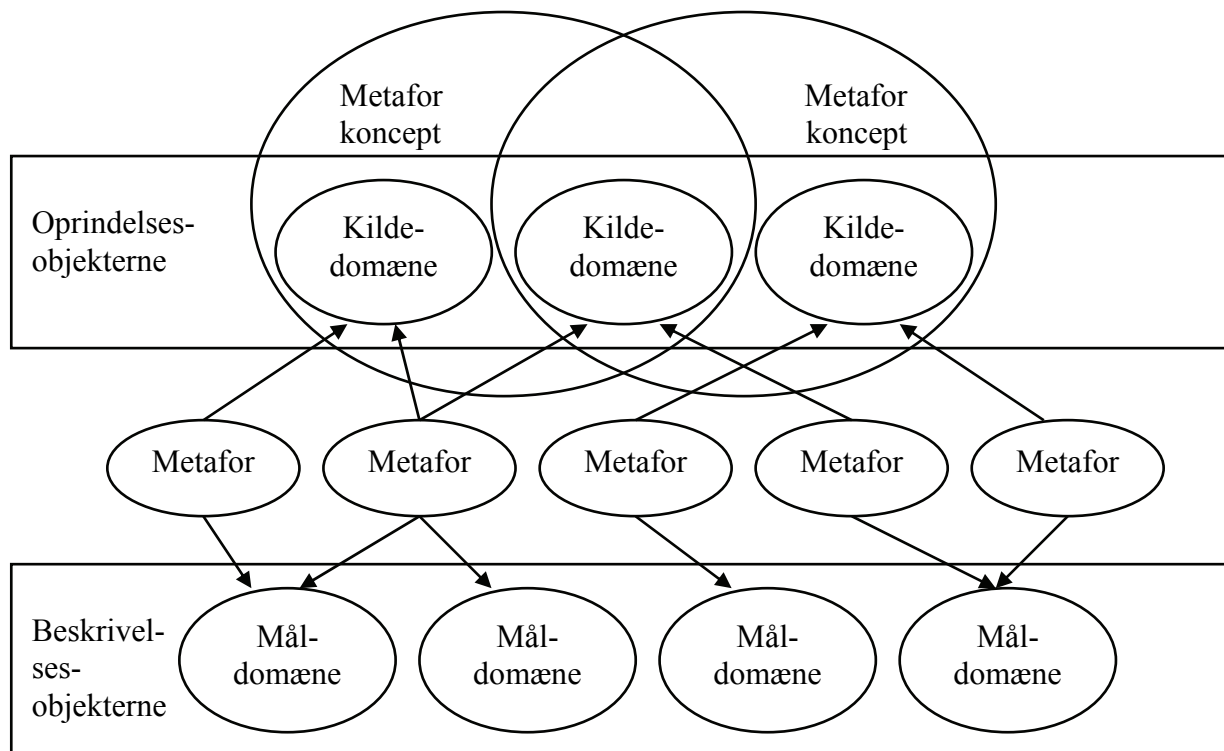 Metafor
koncept
Metafor
koncept
Oprindelses-
objekterne
Kilde-
domæne
Kilde-
domæne
Kilde-
domæne
Metafor
Metafor
Metafor
Metafor
Metafor
Beskrivel-
ses-
objekterne
Mål-
domæne
Mål-
domæne
Mål-
domæne
Mål-
domæne